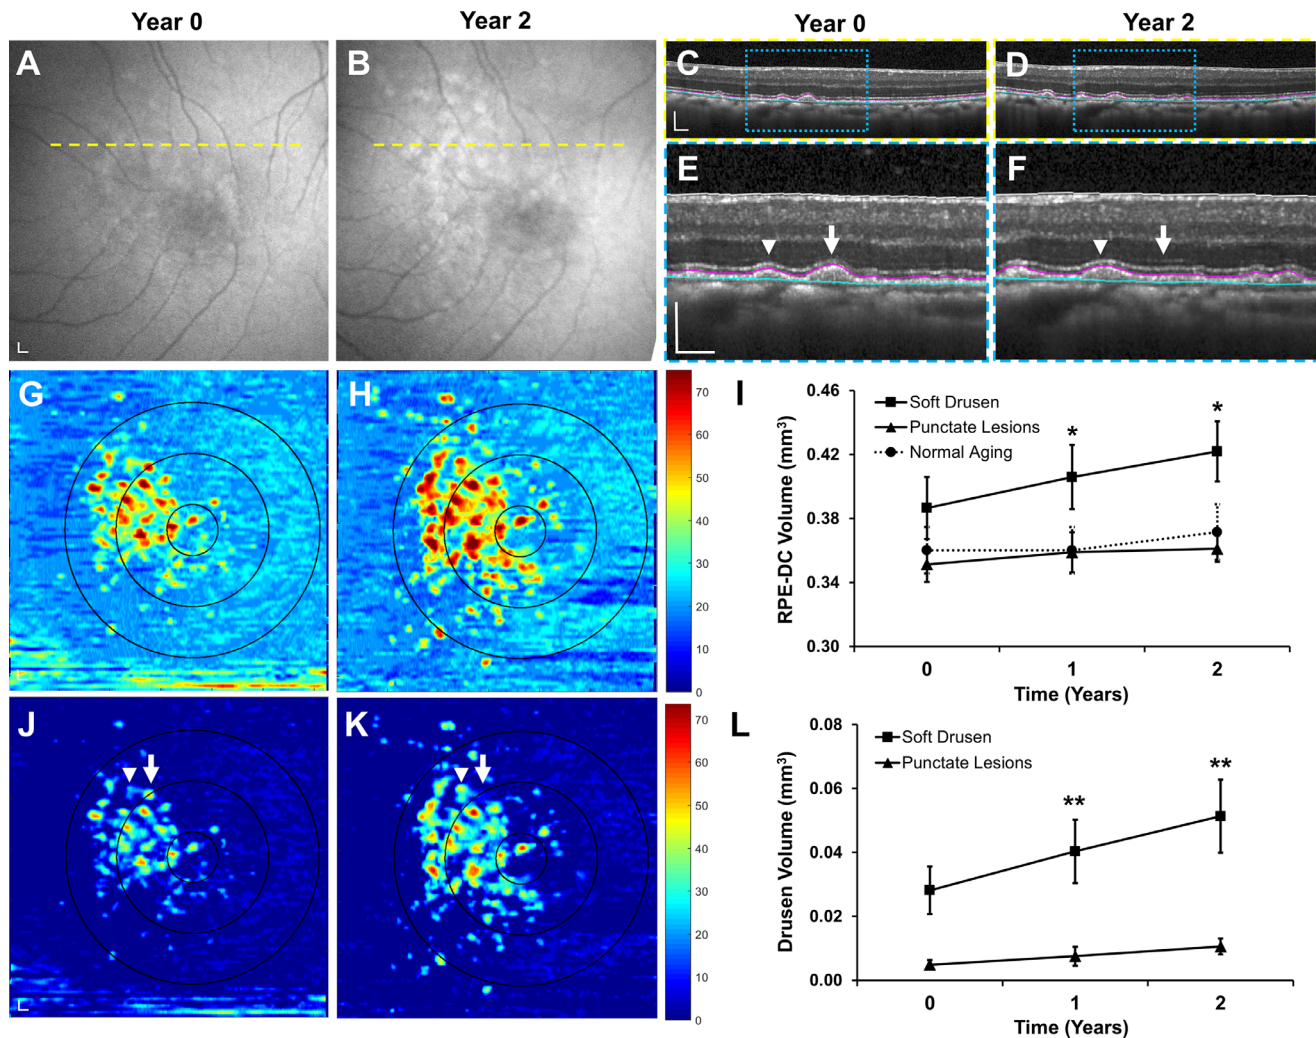 Year 0
Year 2
Year 0
Year 2
A
B
C
D
E
F
G
H
70
60
50
40
30
20
10
0
I
0.46
0.42
0.38
0.34
0.30
RPE-DC Volume (mm³)
Soft Drusen
Punctate Lesions
Normal Aging
*
*
0
1
2
Time (Years)
J
K
70
60
50
40
30
20
10
0
L
0.08
0.06
0.04
0.02
0.00
Drusen Volume (mm³)
Soft Drusen
Punctate Lesions
**
**
0
1
2
Time (Years)